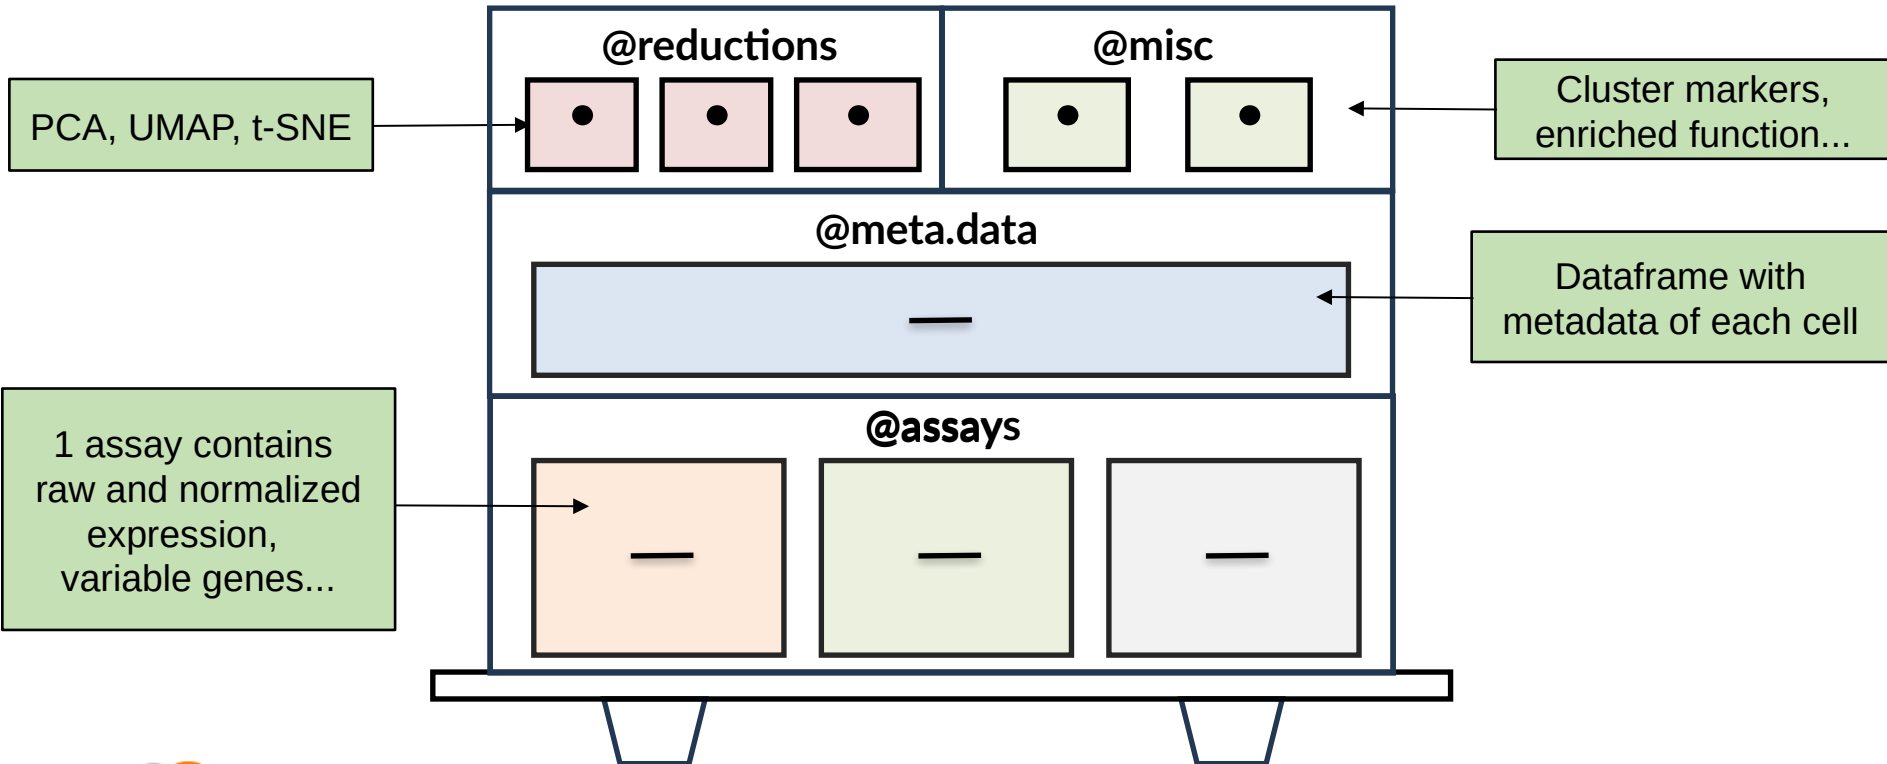 @reductions
@misc
PCA, UMAP, t-SNE
Cluster markers,
enriched function...
@meta.data
Dataframe with
metadata of each cell
@assays
1 assay contains
raw and normalized
expression,
variable genes...